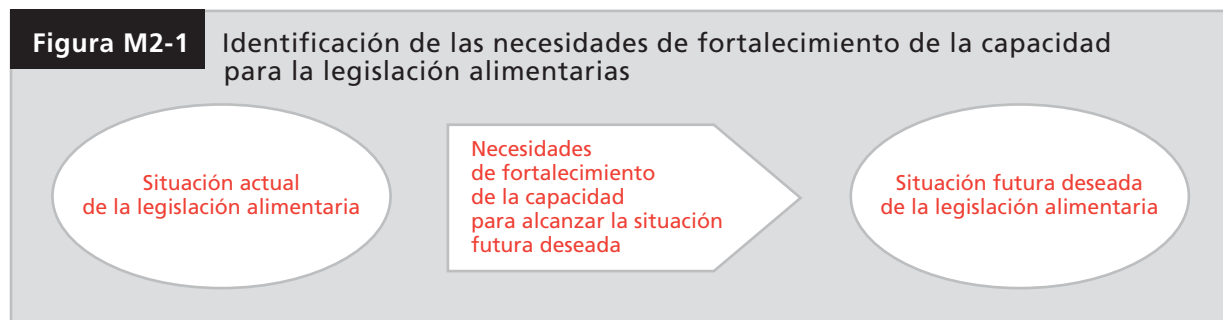 Figura M2-1
Identificación de las necesidades de fortalecimiento de la capacidad
para la legislación alimentarias
Situación actual
de la legislación alimentaria
Necesidades
de fortalecimiento
de la capacidad
para alcanzar la situación
futura deseada
Situación futura deseada
de la legislación alimentaria